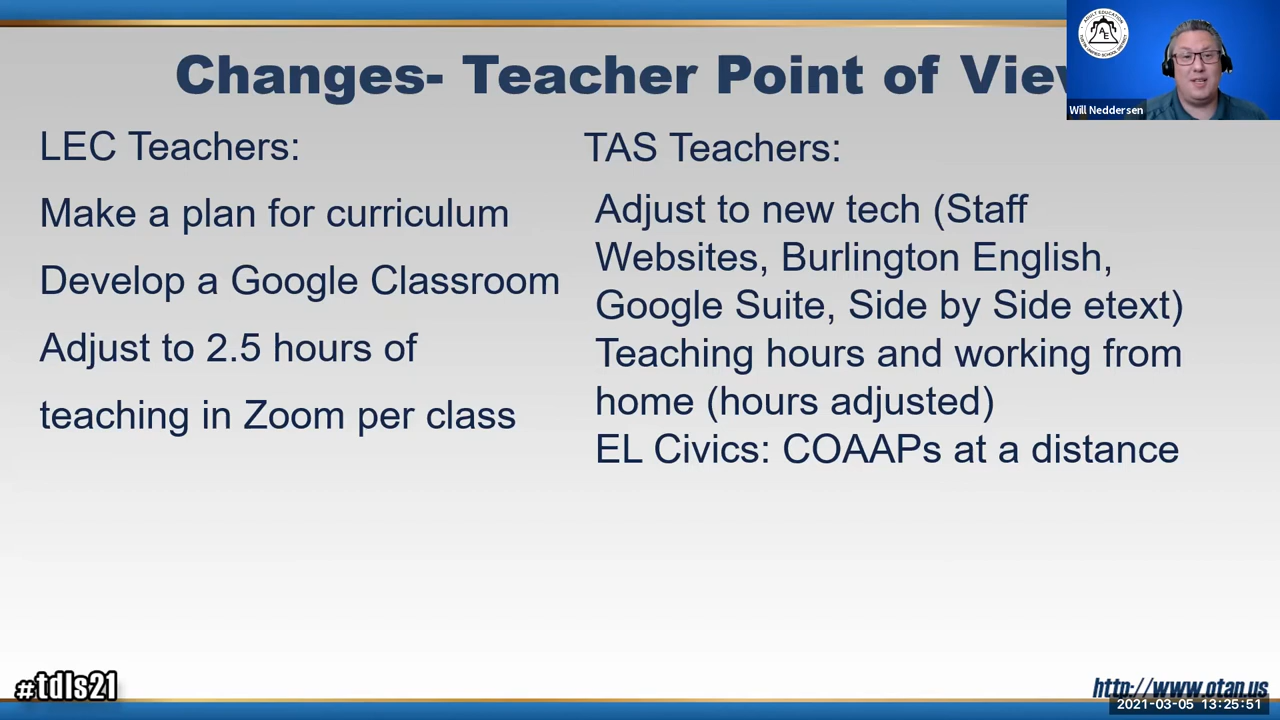 Changes- Teacher Point of View
Will Neddersen
LEC Teachers:
Make a plan for curriculum
Develop a Google Classroom
Adjust to 2.5 hours of
teaching in Zoom per class
TAS Teachers:
Adjust to new tech (Staff
Websites, Burlington English,
Google Suite, Side by Side etext)
Teaching hours and working from
home (hours adjusted)
EL Civics: COAAPs at a distance
#tdls21
http://www.otan.us
2021-03-05 13:25:51